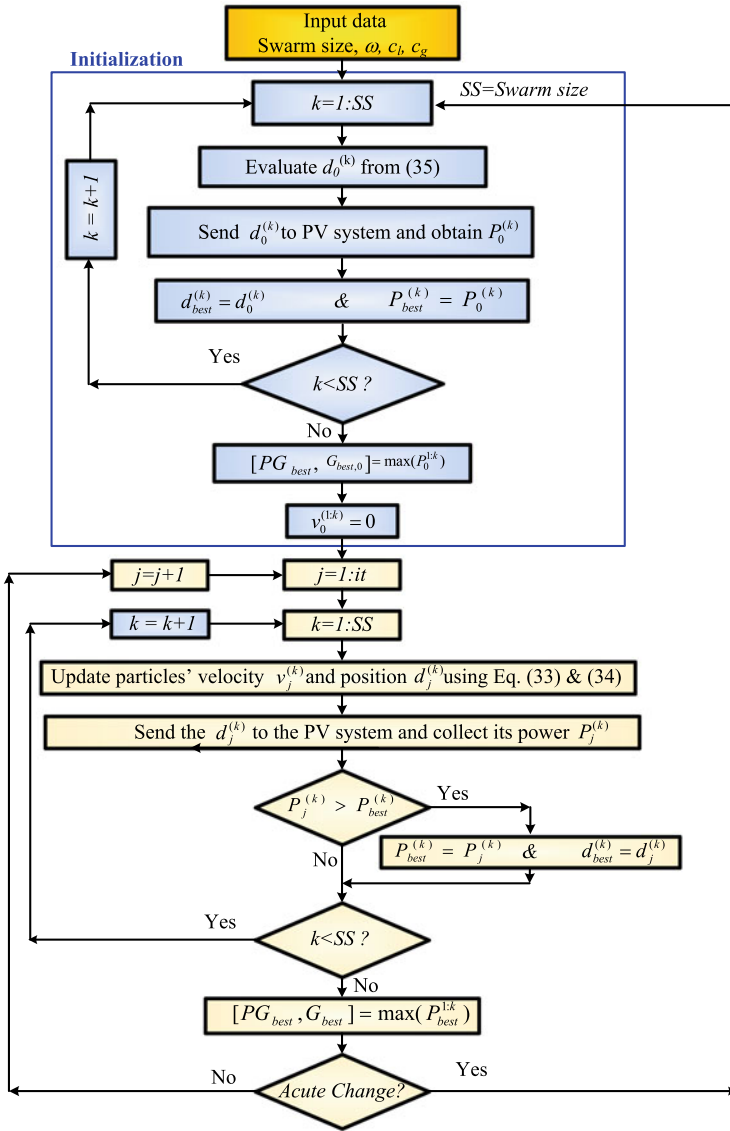 Input data
Swarm size, ω, c_l, c_g
Initialization
k=1:SS
SS=Swarm size
Evaluate d_0^(k) from (35)
k = k+1
Send d_0^(k) to PV system and obtain P_0^(k)
d_best^(k) = d_0^(k) & P_best^(k) = P_0^(k)
Yes
k<SS ?
No
[PG_best, G_best,0] = max(P_0^1:k)
v_0^(1:k) = 0
j=j+1
j=1:it
k = k+1
k=1:SS
Update particles’ velocity v_j^(k) and position d_j^(k) using Eq. (33) & (34)
Send the d_j^(k) to the PV system and collect its power P_j^(k)
P_j^(k) > P_best^(k)
Yes
P_best^(k) = P_j^(k) & d_best^(k) = d_j^(k)
No
Yes
k<SS ?
No
[PG_best, G_best] = max(P_best^1:k)
No
Acute Change?
Yes